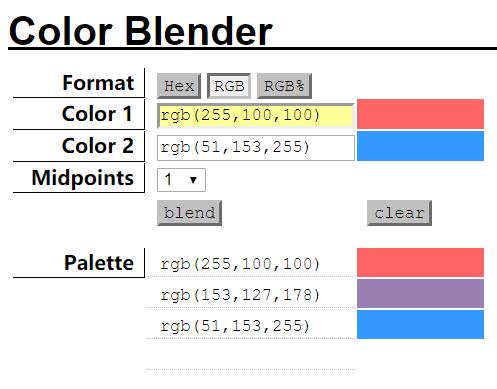 Color Blender
Format Hex RGB RGB%
Color 1 rgb(255,100,100)
Color 2 rgb(51,153,255)
Midpoints 1
blend clear
Palette rgb(255,100,100)
rgb(153,127,178)
rgb(51,153,255)